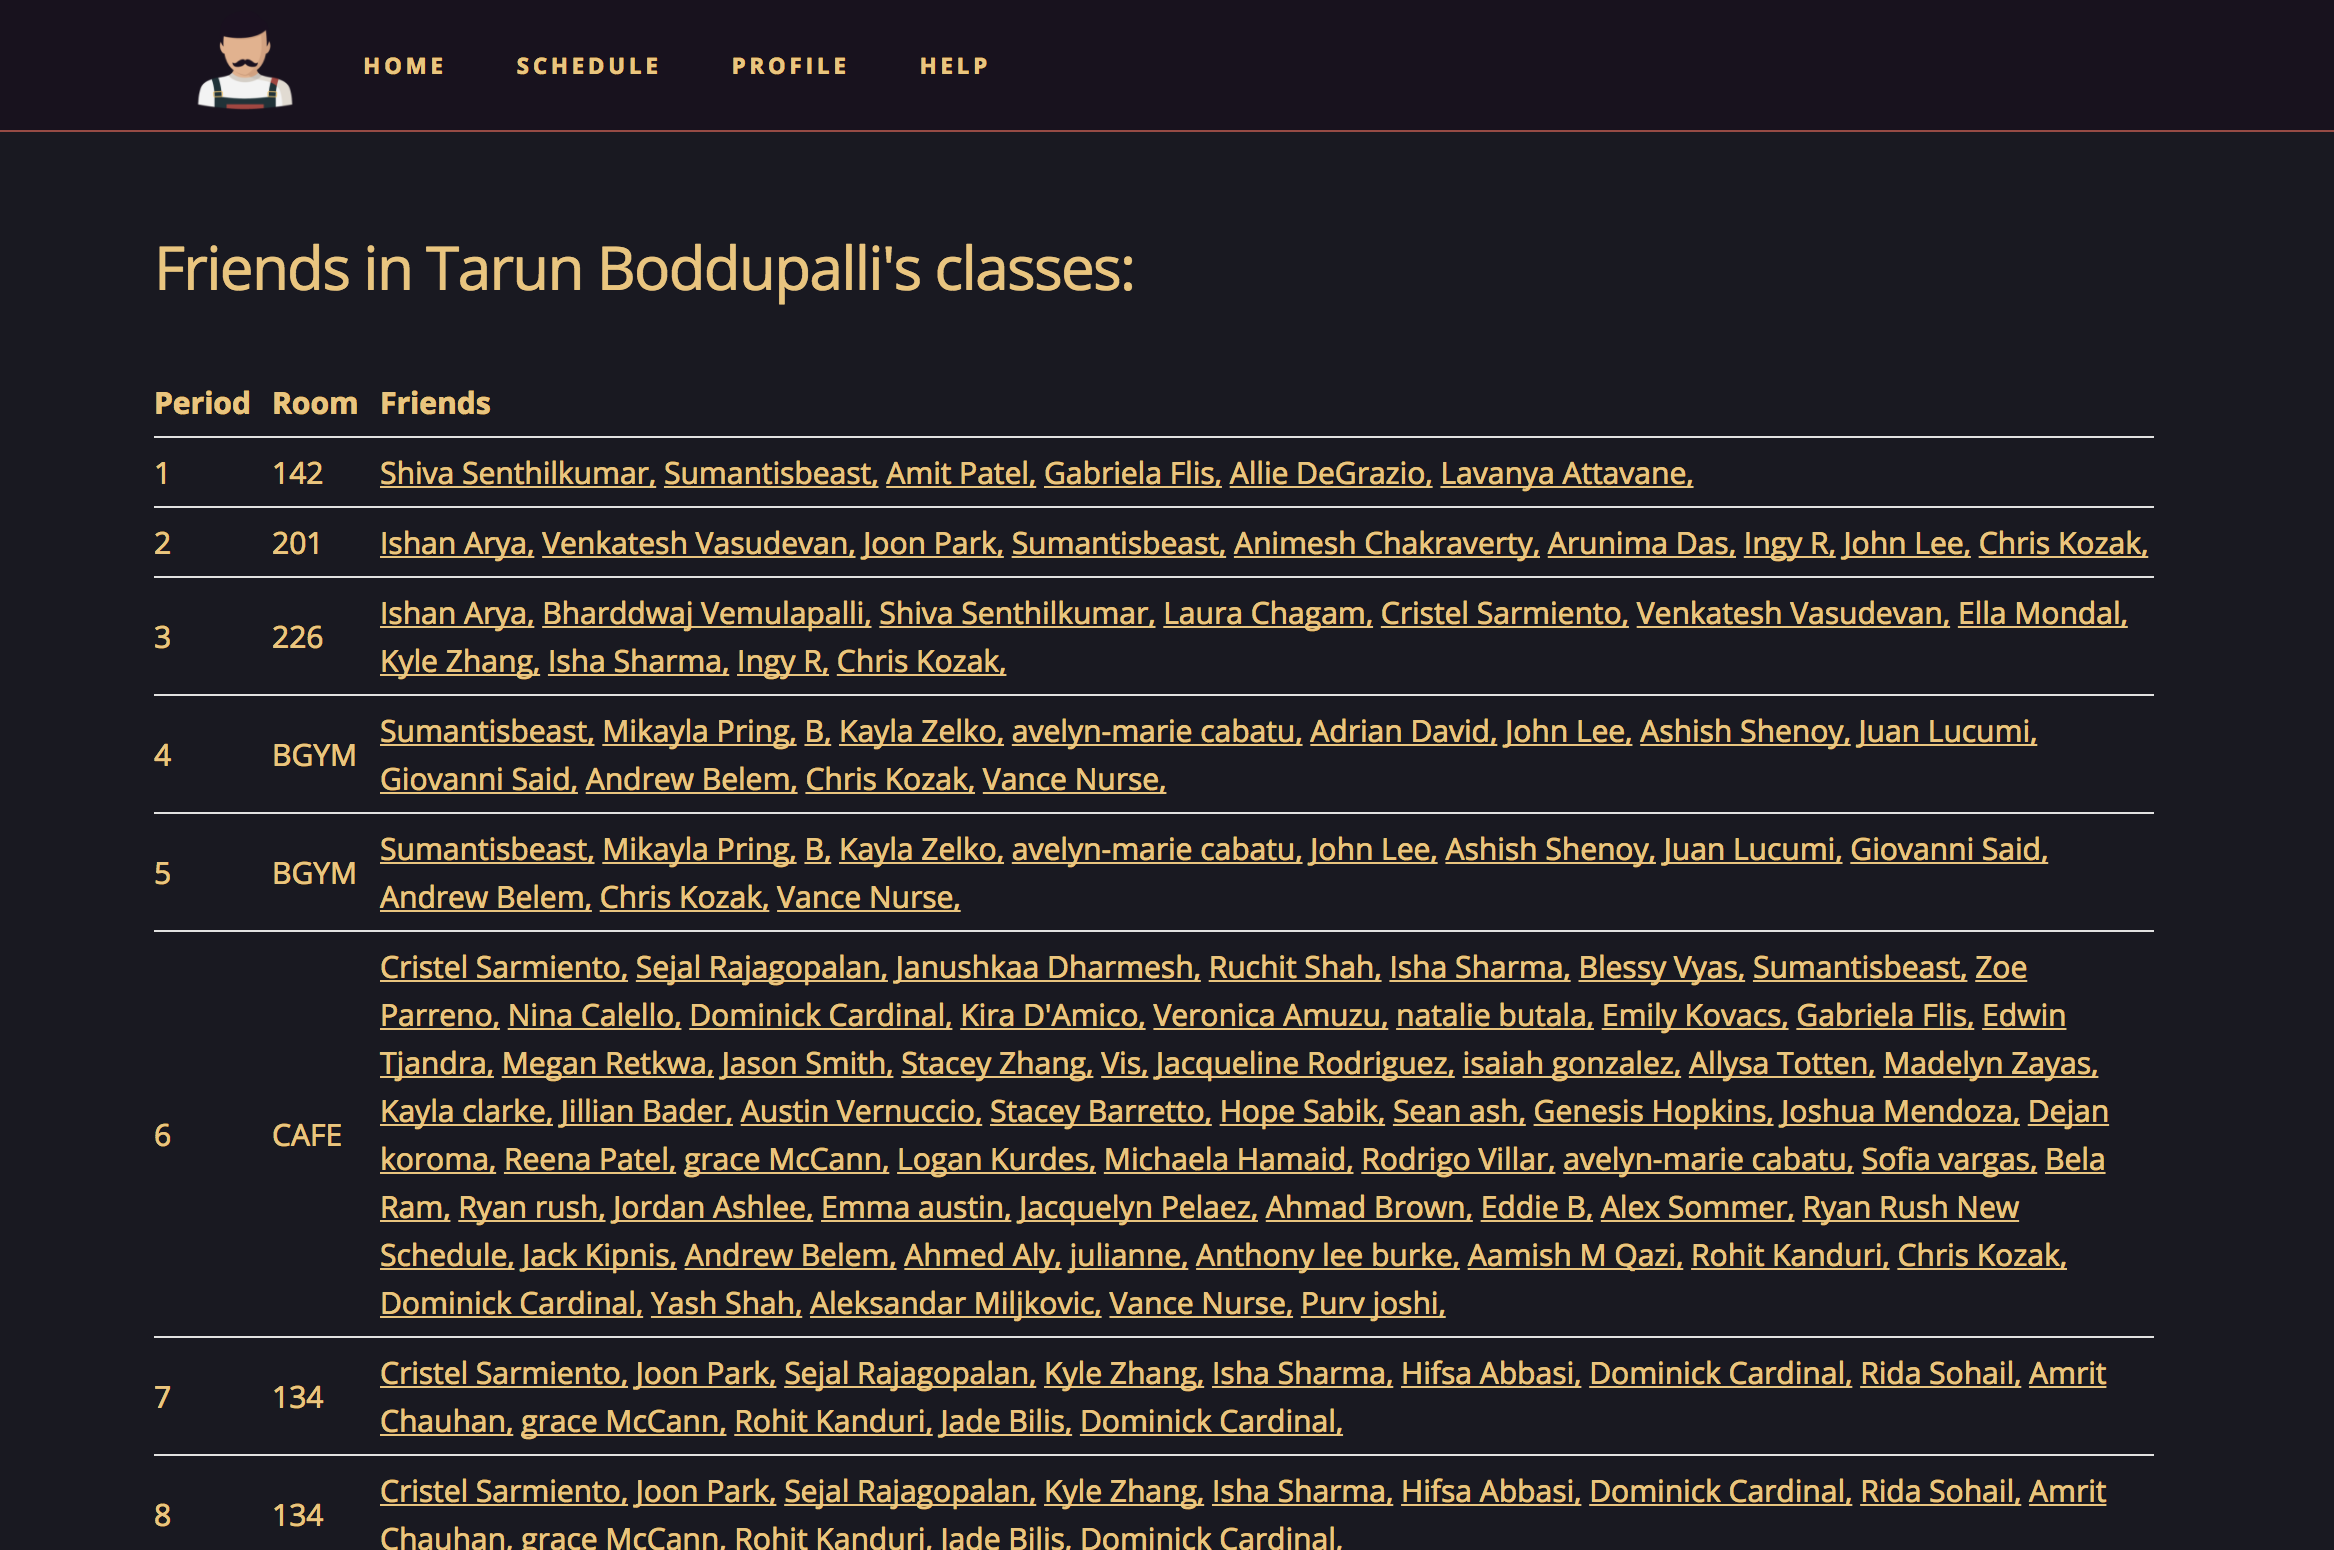 HOME SCHEDULE PROFILE HELP
Friends in Tarun Boddupalli's classes:
Period Room Friends
1 142 Shiva Senthilkumar, Sumantisbeast, Amit Patel, Gabriela Flis, Allie DeGrazio, Lavanya Attavane,
2 201 Ishan Arya, Venkatesh Vasudevan, Joon Park, Sumantisbeast, Animesh Chakraverty, Arunima Das, Ingy R, John Lee, Chris Kozak,
3 226 Ishan Arya, Bharddwaj Vemulapalli, Shiva Senthilkumar, Laura Chagam, Cristel Sarmiento, Venkatesh Vasudevan, Ella Mondal,
Kyle Zhang, Isha Sharma, Ingy R, Chris Kozak,
4 BGYM Sumantisbeast, Mikayla Pring, B, Kayla Zelko, avelyn-marie cabatu, Adrian David, John Lee, Ashish Shenoy, Juan Lucumi,
Giovanni Said, Andrew Belem, Chris Kozak, Vance Nurse,
5 BGYM Sumantisbeast, Mikayla Pring, B, Kayla Zelko, avelyn-marie cabatu, John Lee, Ashish Shenoy, Juan Lucumi, Giovanni Said,
Andrew Belem, Chris Kozak, Vance Nurse,
6 CAFE Cristel Sarmiento, Sejal Rajagopalan, Janushkaa Dharmesh, Ruchit Shah, Isha Sharma, Blessy Vyas, Sumantisbeast, Zoe
Parreno, Nina Calello, Dominick Cardinal, Kira D'Amico, Veronica Amuzu, natalie butala, Emily Kovacs, Gabriela Flis, Edwin
Tjandra, Megan Retkwa, Jason Smith, Stacey Zhang, Vis, Jacqueline Rodriguez, isaiah gonzalez, Allysa Totten, Madelyn Zayas,
Kayla clarke, Jillian Bader, Austin Vernuccio, Stacey Barretto, Hope Sabik, Sean ash, Genesis Hopkins, Joshua Mendoza, Dejan
koroma, Reena Patel, grace McCann, Logan Kurdes, Michaela Hamaid, Rodrigo Villar, avelyn-marie cabatu, Sofia vargas, Bela
Ram, Ryan rush, Jordan Ashlee, Emma austin, Jacquelyn Pelaez, Ahmad Brown, Eddie B, Alex Sommer, Ryan Rush New
Schedule, Jack Kipnis, Andrew Belem, Ahmed Aly, julianne, Anthony lee burke, Aamish M Qazi, Rohit Kanduri, Chris Kozak,
Dominick Cardinal, Yash Shah, Aleksandar Miljkovic, Vance Nurse, Purv joshi,
7 134 Cristel Sarmiento, Joon Park, Sejal Rajagopalan, Kyle Zhang, Isha Sharma, Hifsa Abbasi, Dominick Cardinal, Rida Sohail, Amrit
Chauhan, grace McCann, Rohit Kanduri, Jade Bilis, Dominick Cardinal,
8 134 Cristel Sarmiento, Joon Park, Sejal Rajagopalan, Kyle Zhang, Isha Sharma, Hifsa Abbasi, Dominick Cardinal, Rida Sohail, Amrit
Chauhan, grace McCann, Rohit Kanduri, Jade Bilis, Dominick Cardinal,